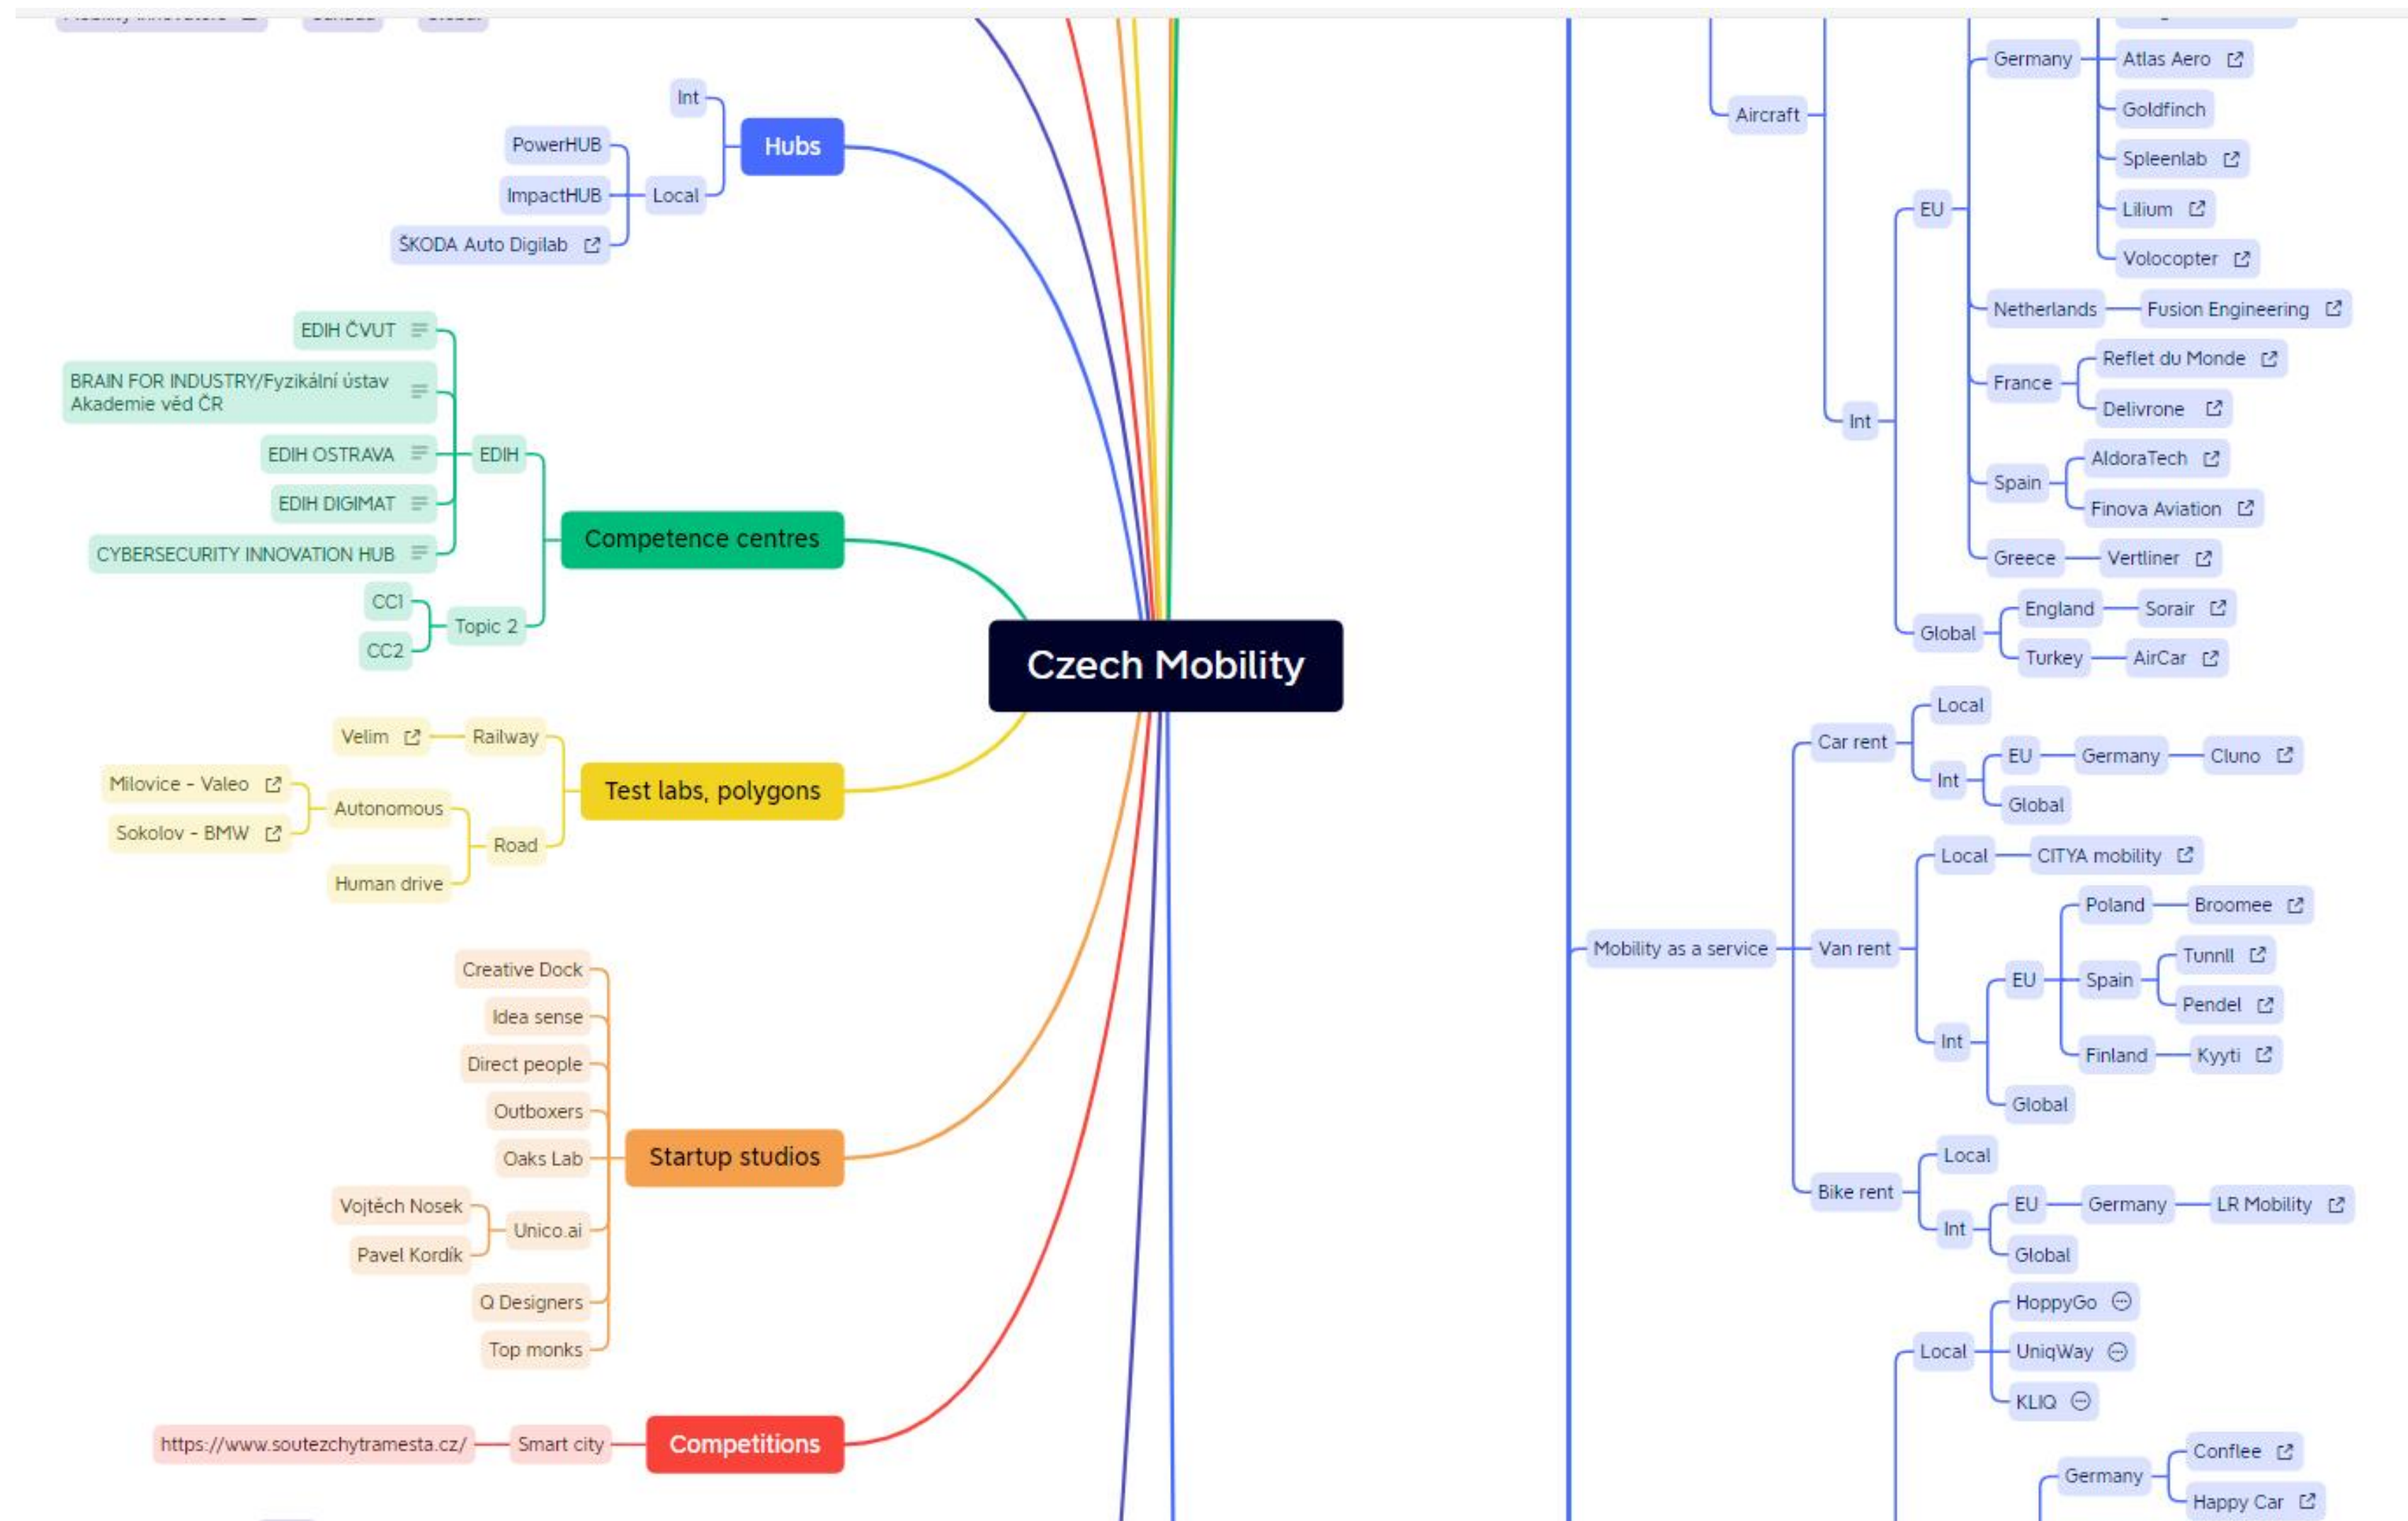 Int
PowerHUB
ImpactHUB
ŠKODA Auto Digilab
Local
Hubs
EDIH ČVUT
BRAIN FOR INDUSTRY/Fyzikální ústav
Akademie věd ČR
EDIH OSTRAVA
EDIH DIGIMAT
CYBERSECURITY INNOVATION HUB
EDIH
CC1
CC2
Topic 2
Competence centres
Czech Mobility
Velim
Railway
Milovice - Valeo
Sokolov - BMW
Autonomous
Human drive
Road
Test labs, polygons
Creative Dock
Idea sense
Direct people
Outboxers
Oaks Lab
Vojtěch Nosek
Pavel Kordík
Unico.ai
Q Designers
Top monks
Startup studios
https://www.soutezchytramesta.cz/
Smart city
Competitions
Aircraft
Int
EU
Germany
Atlas Aero
Goldfinch
Spleenlab
Lilium
Volocopter
Netherlands
Fusion Engineering
France
Reflet du Monde
Delivrone
Spain
AldoraTech
Finova Aviation
Greece
Vertliner
Global
England
Sorair
Turkey
AirCar
Mobility as a service
Car rent
Local
Int
EU
Germany
Cluno
Global
Van rent
Local
CITYA mobility
Int
EU
Poland
Broomee
Spain
Tunnll
Pendel
Finland
Kyyti
Global
Bike rent
Local
Int
EU
Germany
LR Mobility
Global
Local
HoppyGo
UniqWay
KLIQ
Germany
Conflee
Happy Car